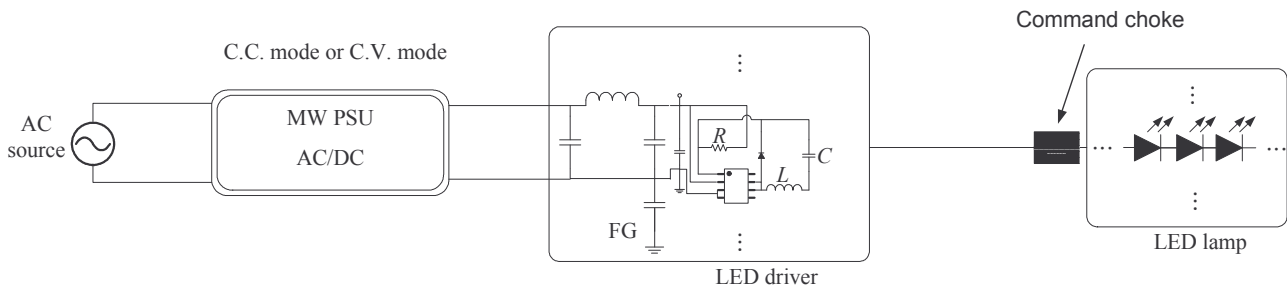 Command choke
C.C. mode or C.V. mode
AC
source
MW PSU
AC/DC
R
C
L
FG
LED driver
LED lamp